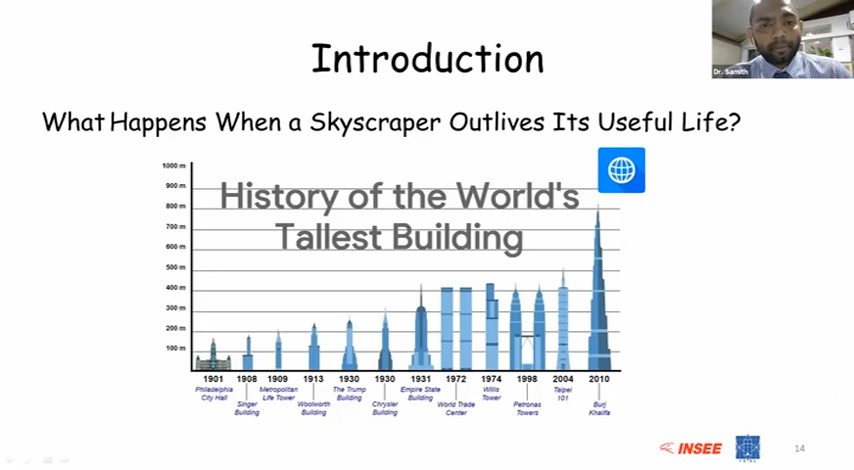 Introduction
Dr. Samith
What Happens When a Skyscraper Outlives Its Useful Life?
History of the World's
Tallest Building
1000 m
900 m
800 m
700 m
600 m
500 m
400 m
300 m
200 m
100 m
1901 1908 1909 1913 1930 1930 1931 1972 1974 1998 2004 2010
Philadelphia
City Hall
Singer
Building
Metropolitan
Life Tower
Woolworth
Building
The Trump
Building
Chrysler
Building
Empire State
Building
World Trade
Center
Willis
Tower
Petronas
Towers
Taipei
101
Burj
Khalifa
INSEE
14